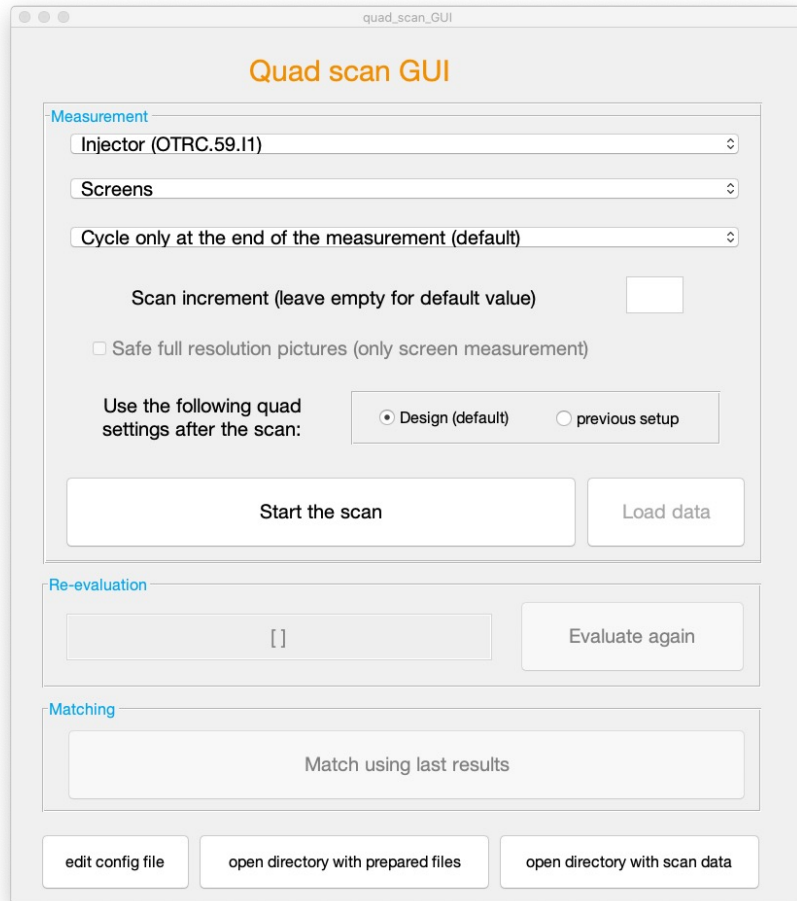 quad_scan_GUI
Quad scan GUI
Measurement
Injector (OTRC.59.I1)
Screens
Cycle only at the end of the measurement (default)
Scan increment (leave empty for default value)
Safe full resolution pictures (only screen measurement)
Use the following quad
settings after the scan:
Design (default)
previous setup
Start the scan
Load data
Re-evaluation
[ ]
Evaluate again
Matching
Match using last results
edit config file
open directory with prepared files
open directory with scan data